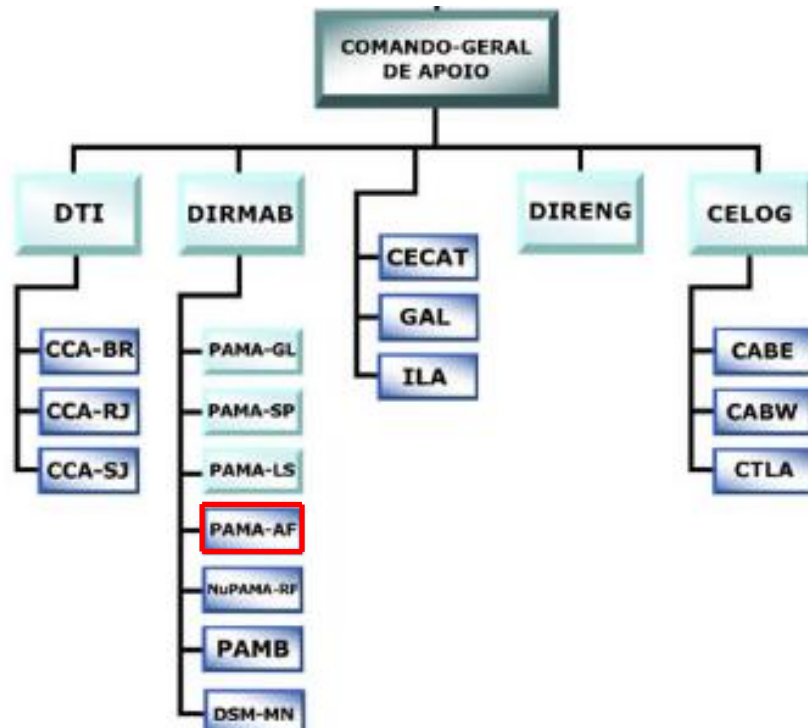 COMANDO-GERAL
DE APOIO
DTI
DIRMAB
DIRENG
CELOG
CECAT
GAL
ILA
CCA-BR
CCA-RJ
CCA-SJ
PAMA-GL
PAMA-SP
PAMA-LS
PAMA-AF
NuPAMA-RF
PAMB
DSM-MN
CABE
CABW
CTLA